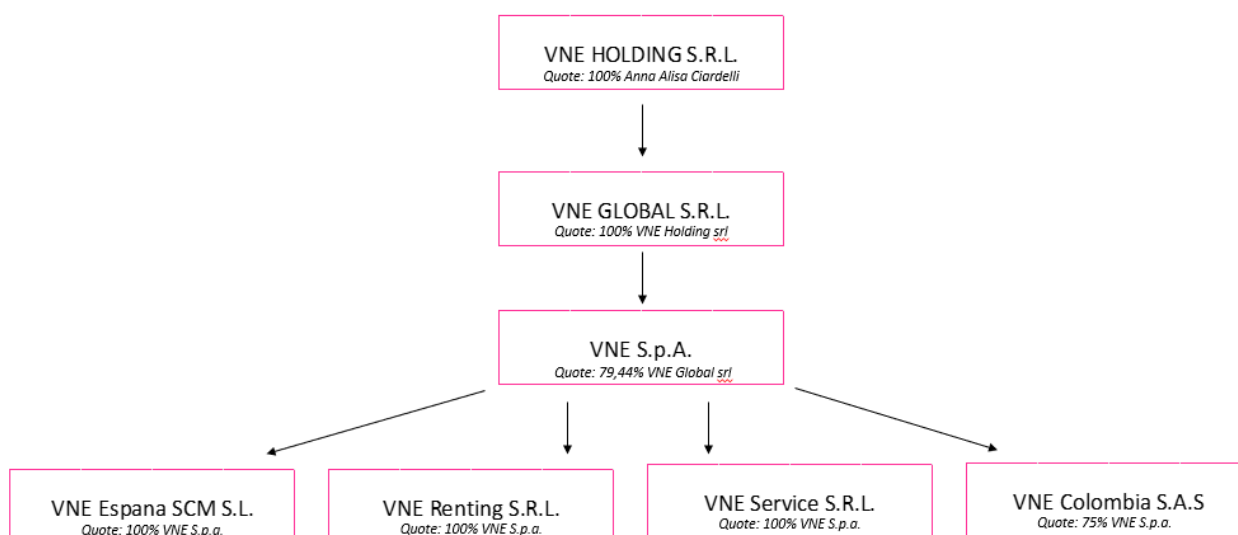 VNE HOLDING S.R.L.
Quote: 100% Anna Alisa Ciardelli
VNE GLOBAL S.R.L.
Quote: 100% VNE Holding srl
VNE S.p.A.
Quote: 79,44% VNE Global srl
VNE Espana SCM S.L.
Quote: 100% VNE S.p.a.
VNE Renting S.R.L.
Quote: 100% VNE S.p.a.
VNE Service S.R.L.
Quote: 100% VNE S.p.a.
VNE Colombia S.A.S
Quote: 75% VNE S.p.a.